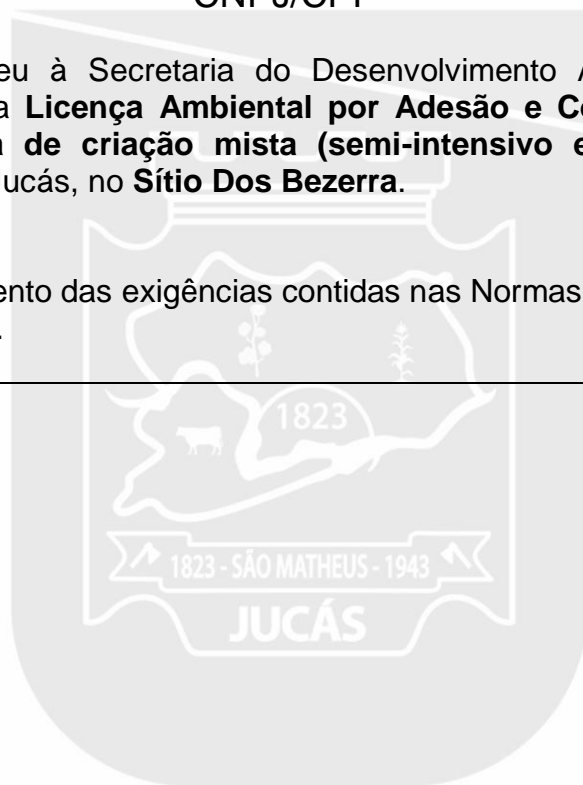 CNPJ/CPF
eu à Secretaria do Desenvolvimento A
a Licença Ambiental por Adesão e Co
de criação mista (semi-intensivo e
ucás, no Sítio Dos Bezerra.
ento das exigências contidas nas Normas
.
1823
1823 - SÃO MATHEUS - 1943
JUCÁS